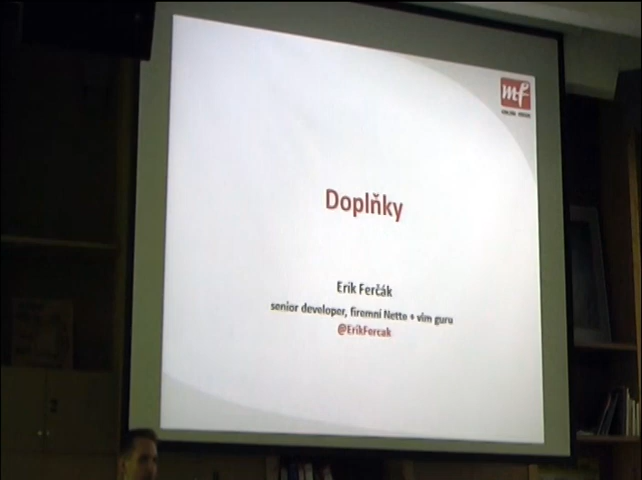 mf
Doplňky
Erik Ferčák
senior developer, firemní Nette + vim guru
@ErikFercak